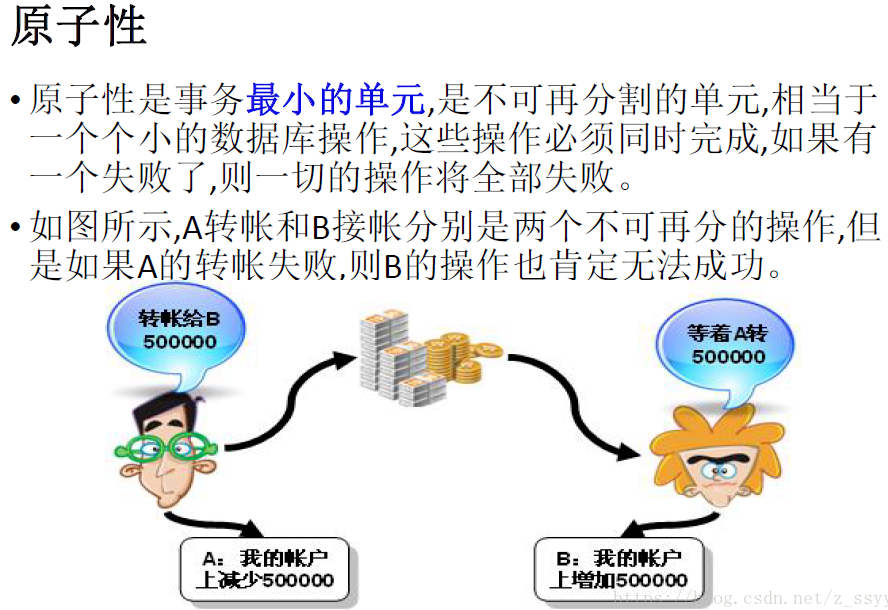 原子性
• 原子性是事务最小的单元,是不可再分割的单元,相当于
一个个小的数据库操作,这些操作必须同时完成,如果有
一个失败了,则一切的操作将全部失败。
• 如图所示,A转帐和B接帐分别是两个不可再分的操作,但
是如果A的转帐失败,则B的操作也肯定无法成功。
转帐给B
500000
等着A转
500000
A：我的帐户
上减少500000
B：我的帐户
上增加500000
https://blog.csdn.net/z_ssyy